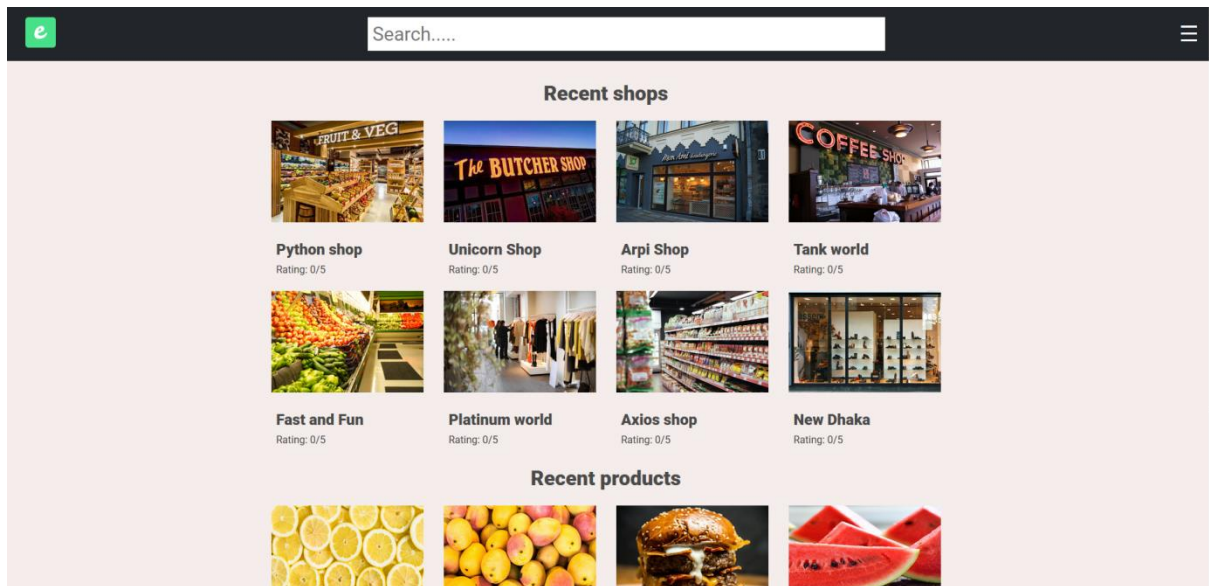 e
Search.....
Recent shops
FRUIT & VEG
The BUTCHER SHOP
COFFEE SHOP
Python shop
Unicorn Shop
Arpi Shop
Tank world
Rating: 0/5
Rating: 0/5
Rating: 0/5
Rating: 0/5
Fast and Fun
Platinum world
Axios shop
New Dhaka
Rating: 0/5
Rating: 0/5
Rating: 0/5
Rating: 0/5
Recent products